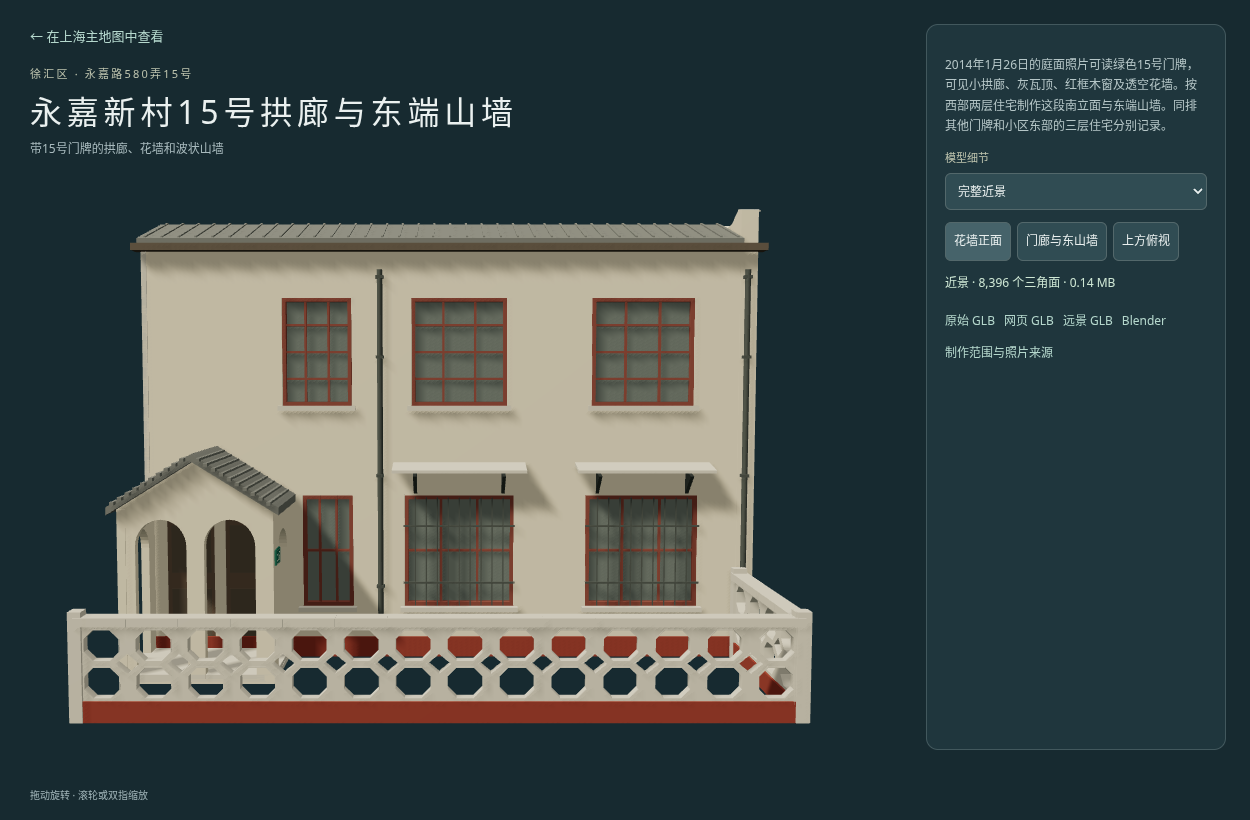 ← 在上海主地图中查看
徐汇区 · 永嘉路580弄15号
永嘉新村15号拱廊与东端山墙
带15号门牌的拱廊、花墙和波状山墙
2014年1月26日的庭面照片可读绿色15号门牌，
可见小拱廊、灰瓦顶、红框木窗及透空花墙。按
西部两层住宅制作这段南立面与东端山墙。同排
其他门牌和小区东部的三层住宅分别记录。
模型细节
完整近景
花墙正面 门廊与东山墙 上方俯视
近景 · 8,396 个三角面 · 0.14 MB
原始 GLB 网页 GLB 远景 GLB Blender
制作范围与照片来源
拖动旋转 · 滚轮或双指缩放